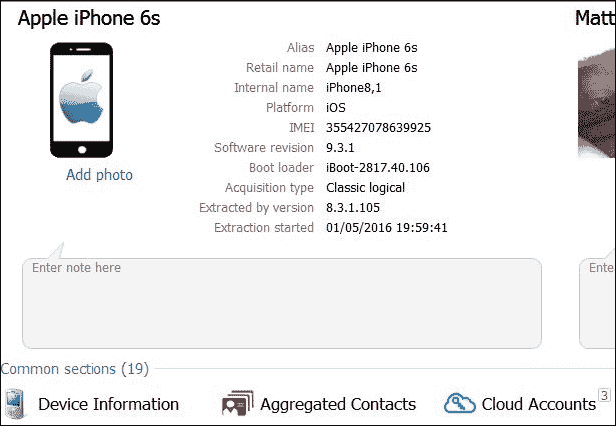 Apple iPhone 6s
Matt
Alias Apple iPhone 6s
Retail name Apple iPhone 6s
Internal name iPhone8,1
Platform iOS
IMEI 355427078639925
Software revision 9.3.1
Boot loader iBoot-2817.40.106
Acquisition type Classic logical
Extracted by version 8.3.1.105
Extraction started 01/05/2016 19:59:41
Add photo
Enter note here
Ente
Common sections (19)
Device Information
Aggregated Contacts
Cloud Accounts 3